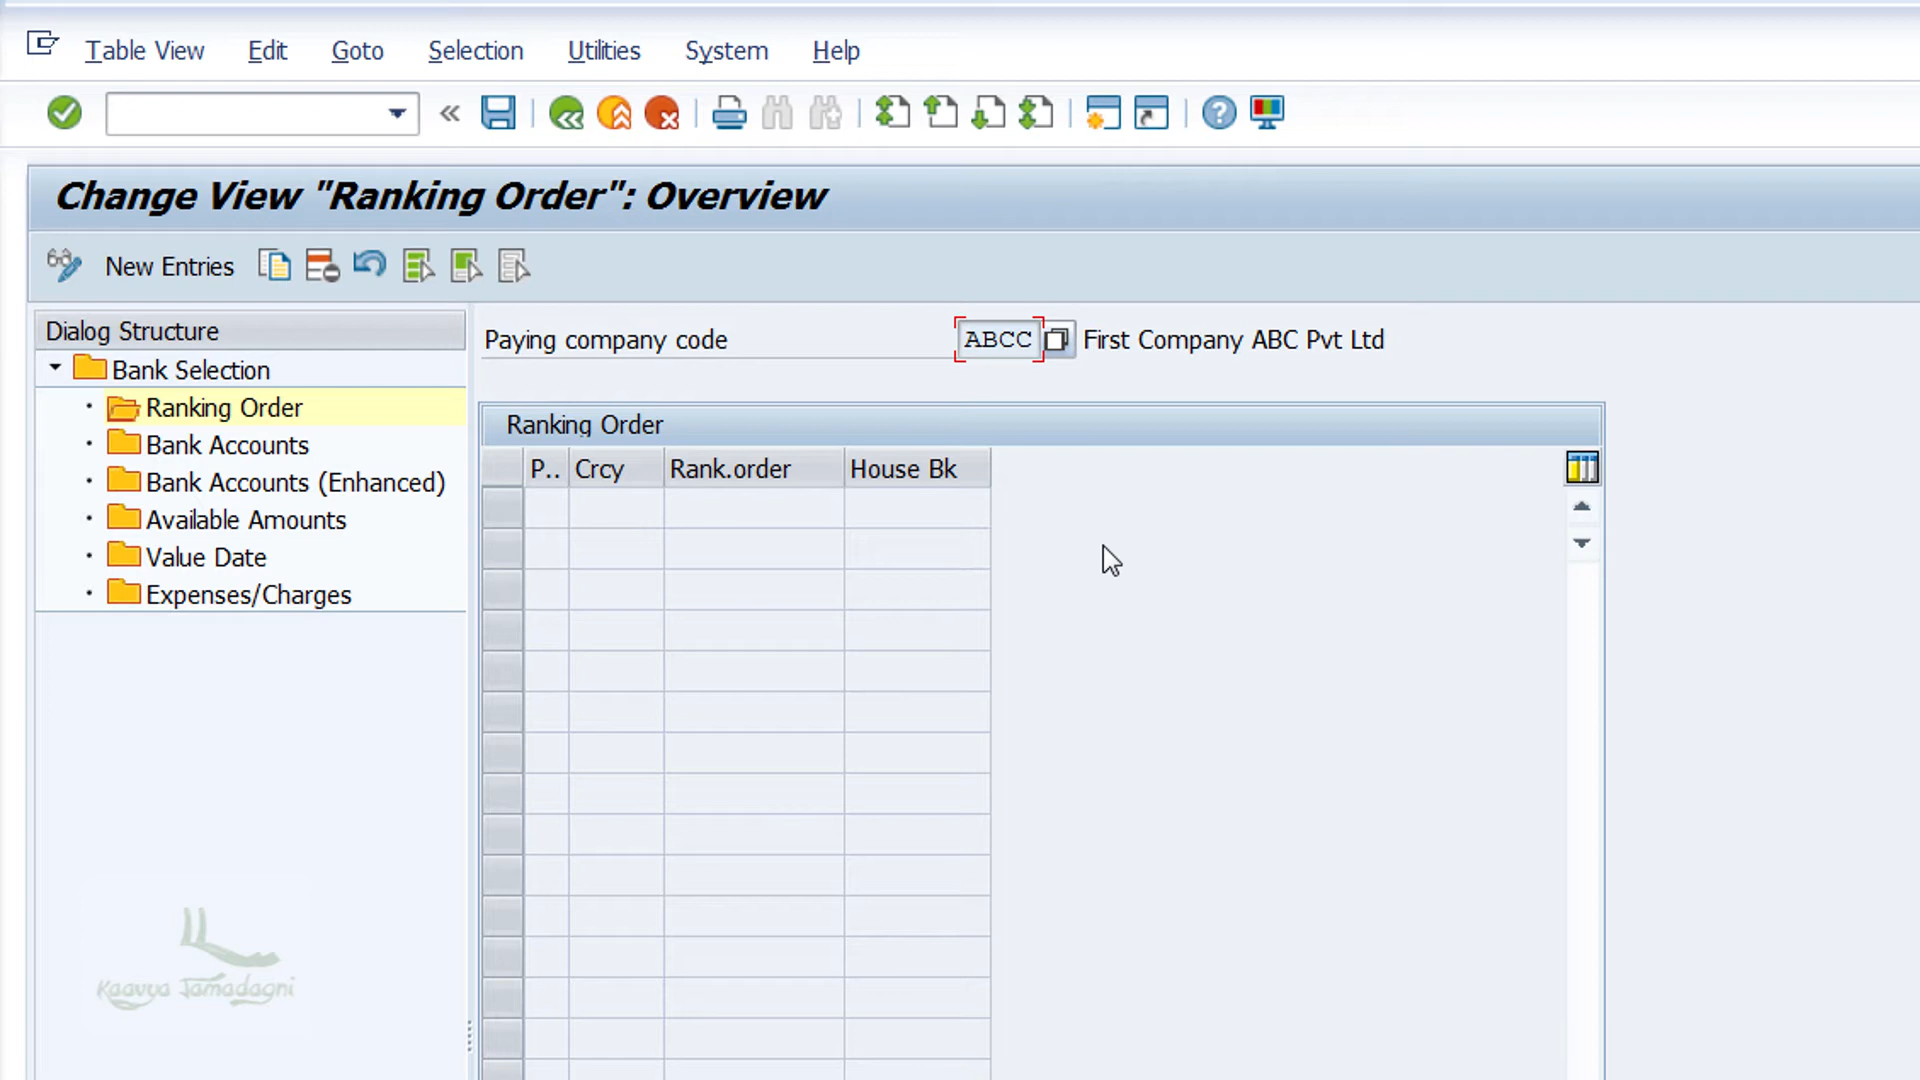 Table View Edit Goto Selection Utilities System Help
Change View "Ranking Order": Overview
New Entries
Dialog Structure
Bank Selection
Ranking Order
Bank Accounts
Bank Accounts (Enhanced)
Available Amounts
Value Date
Expenses/Charges
Paying company code ABCC First Company ABC Pvt Ltd
Ranking Order
P.. Crcy Rank.order House Bk
Kaavya Jamadagni